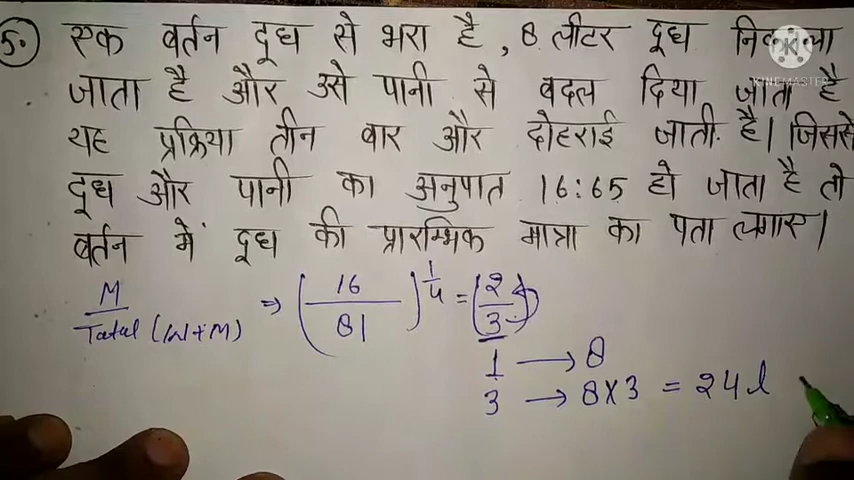 5. एक बर्तन दूध से भरा है, 8 लीटर दूध निकाला
जाता है और उसे पानी से बदल दिया जाता है
यह प्रक्रिया तीन बार और दोहराई जाती है। जिससे
दूध और पानी का अनुपात 16:65 हो जाता है तो
बर्तन में दूध की प्रारम्भिक मात्रा का पता लगाए।
M/Total (W+M) ⇒ (16/81)^1/4 = (2/3)
1 → 8
3 → 8×3 = 24 l
K
KINEMASTER